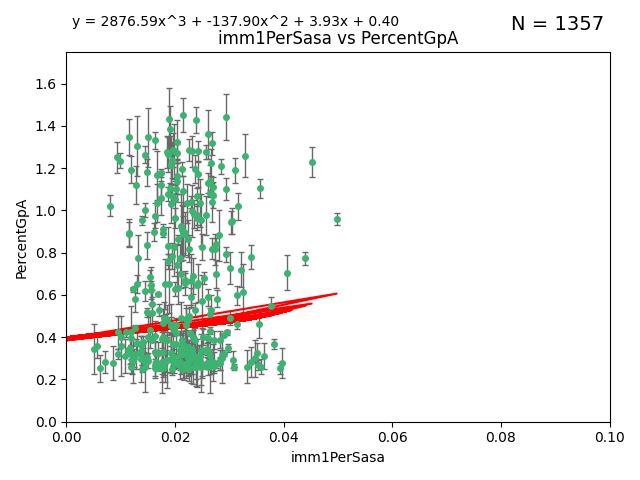 y = 2876.59x^3 + -137.90x^2 + 3.93x + 0.40
N = 1357
imm1PerSasa vs PercentGpA
PercentGpA
1.6
1.4
1.2
1.0
0.8
0.6
0.4
0.2
0.0
0.00 0.02 0.04 0.06 0.08 0.10
imm1PerSasa